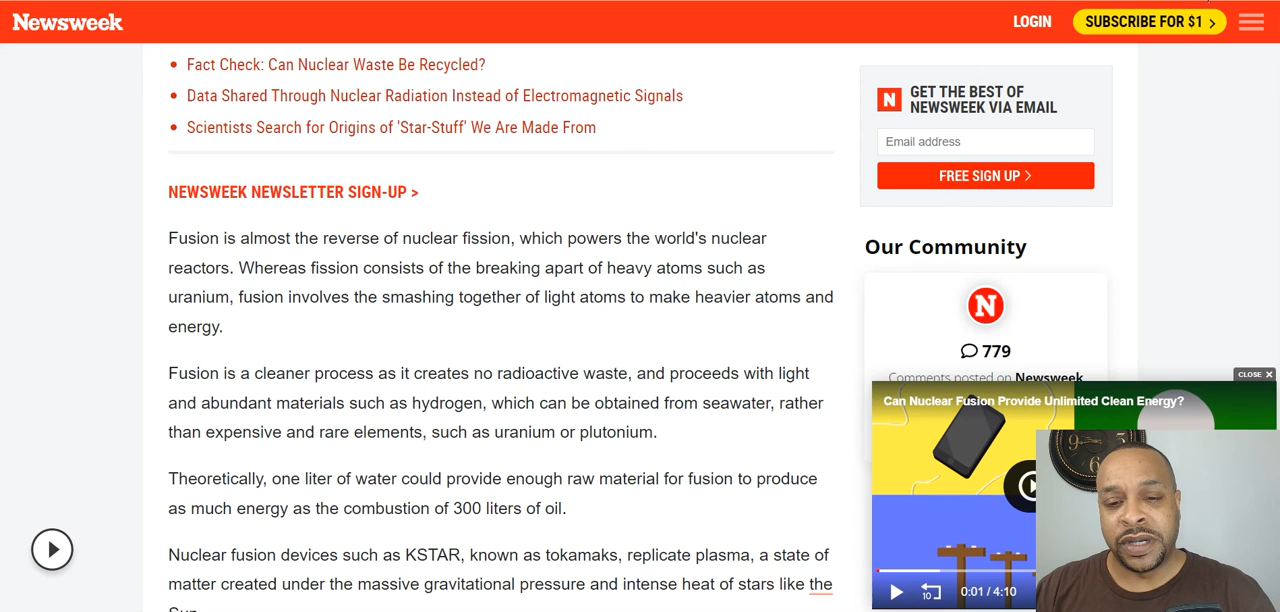 Newsweek
LOGIN
SUBSCRIBE FOR $1 >
Fact Check: Can Nuclear Waste Be Recycled?
Data Shared Through Nuclear Radiation Instead of Electromagnetic Signals
Scientists Search for Origins of 'Star-Stuff' We Are Made From
NEWSWEEK NEWSLETTER SIGN-UP >
Fusion is almost the reverse of nuclear fission, which powers the world's nuclear
reactors. Whereas fission consists of the breaking apart of heavy atoms such as
uranium, fusion involves the smashing together of light atoms to make heavier atoms and
energy.
Fusion is a cleaner process as it creates no radioactive waste, and proceeds with light
and abundant materials such as hydrogen, which can be obtained from seawater, rather
than expensive and rare elements, such as uranium or plutonium.
Theoretically, one liter of water could provide enough raw material for fusion to produce
as much energy as the combustion of 300 liters of oil.
Nuclear fusion devices such as KSTAR, known as tokamaks, replicate plasma, a state of
matter created under the massive gravitational pressure and intense heat of stars like the
Sun
N
GET THE BEST OF
NEWSWEEK VIA EMAIL
Email address
FREE SIGN UP >
Our Community
N
779
Comments posted on Newsweek
CLOSE X
Can Nuclear Fusion Provide Unlimited Clean Energy?
10
0:01 / 4:10